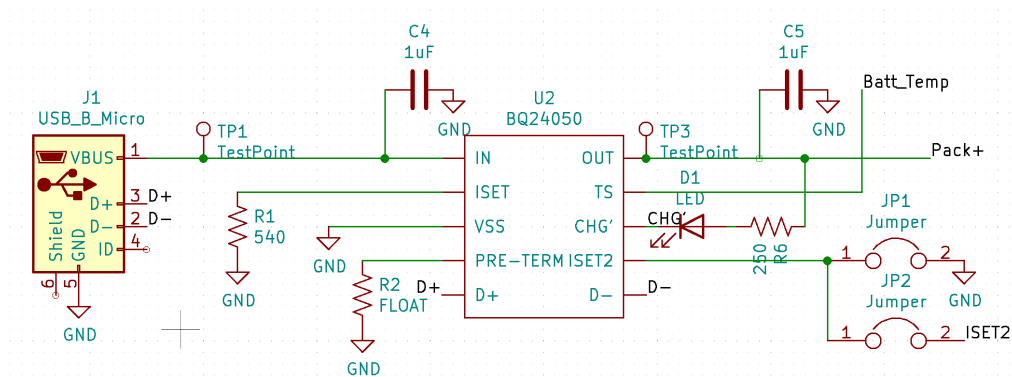 C4
1uF
GND
C5
1uF
GND
Batt_Temp
J1
USB_B_Micro
VBUS 1
D+ 3 D+
D- 2 D-
ID 4
Shield
GND
6
5
GND
TP1
TestPoint
R1
540
GND
GND
R2
FLOAT
GND
D+
U2
BQ24050
IN
ISET
VSS
PRE-TERM
D+
OUT
TS
CHG'
ISET2
D-
D-
TP3
TestPoint
D1
LED
CHG'
250
R6
Pack+
JP1
Jumper
1
2
GND
JP2
Jumper
1
2
ISET2